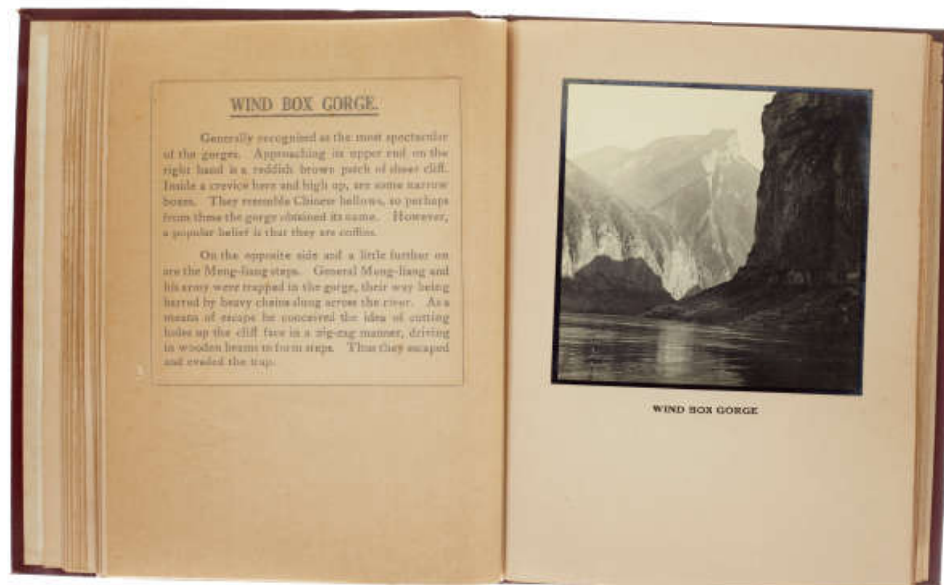 WIND BOX GORGE.
Generally recognised as the most spectacular
of the gorges. Approaching its upper end on the
right hand is a reddish brown patch of sheer cliff.
Inside a crevice here and high up, are some narrow
boxes. They resemble Chinese bellows, so perhaps
from these the gorge obtained its name. However,
a popular belief is that they are coffins.
On the opposite side and a little further on
are the Meng-liang steps. General Meng-liang and
his army were trapped in the gorge, their way being
barred by heavy chains slung across the river. As a
means of escape he conceived the idea of cutting
holes up the cliff face in a zig-zag manner, driving
in wooden beams to form steps. Thus they escaped
and evaded the trap.
WIND BOX GORGE